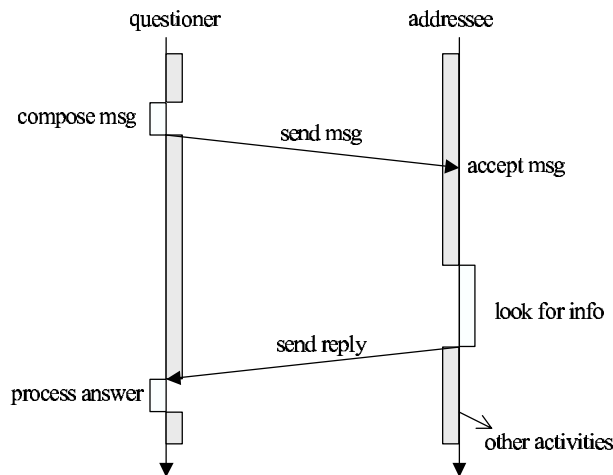 questioner
addressee
compose msg
send msg
accept msg
look for info
send reply
process answer
other activities